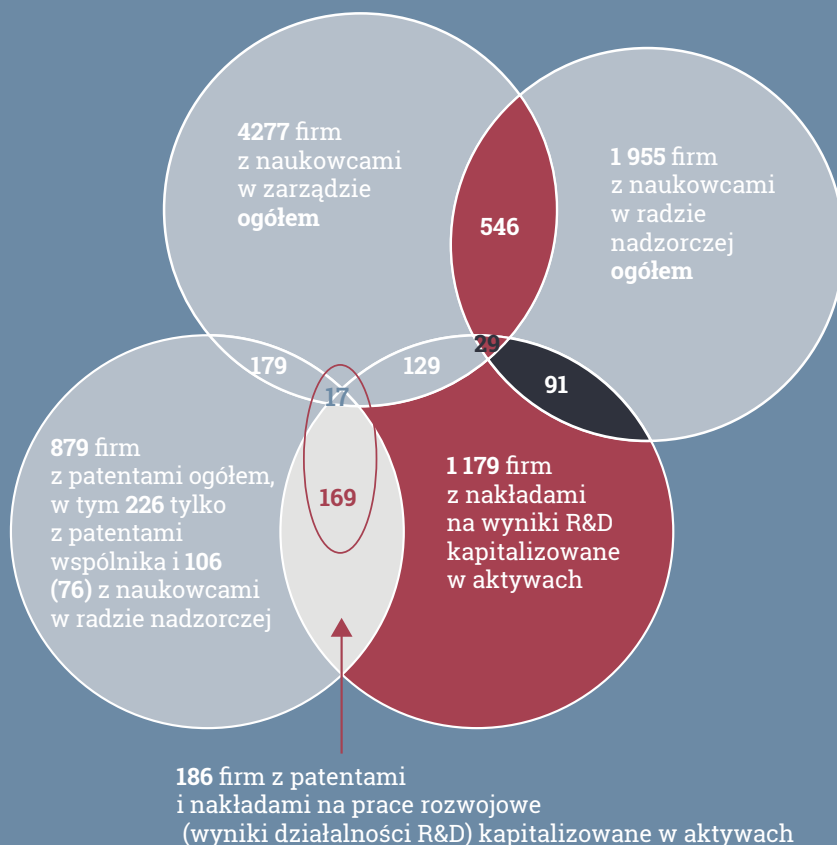 4277 firm
z naukowcami
w zarządzie
ogółem
1 955 firm
z naukowcami
w radzie
nadzorczej
ogółem
546
29
179
129
91
17
879 firm
z patentami ogółem,
w tym 226 tylko
z patentami
wspólnika i 106
(76) z naukowcami
w radzie nadzorczej
169
1 179 firm
z nakładami
na wyniki R&D
kapitalizowane
w aktywach
186 firm z patentami
i nakładami na prace rozwojowe
(wyniki działalności R&D) kapitalizowane w aktywach